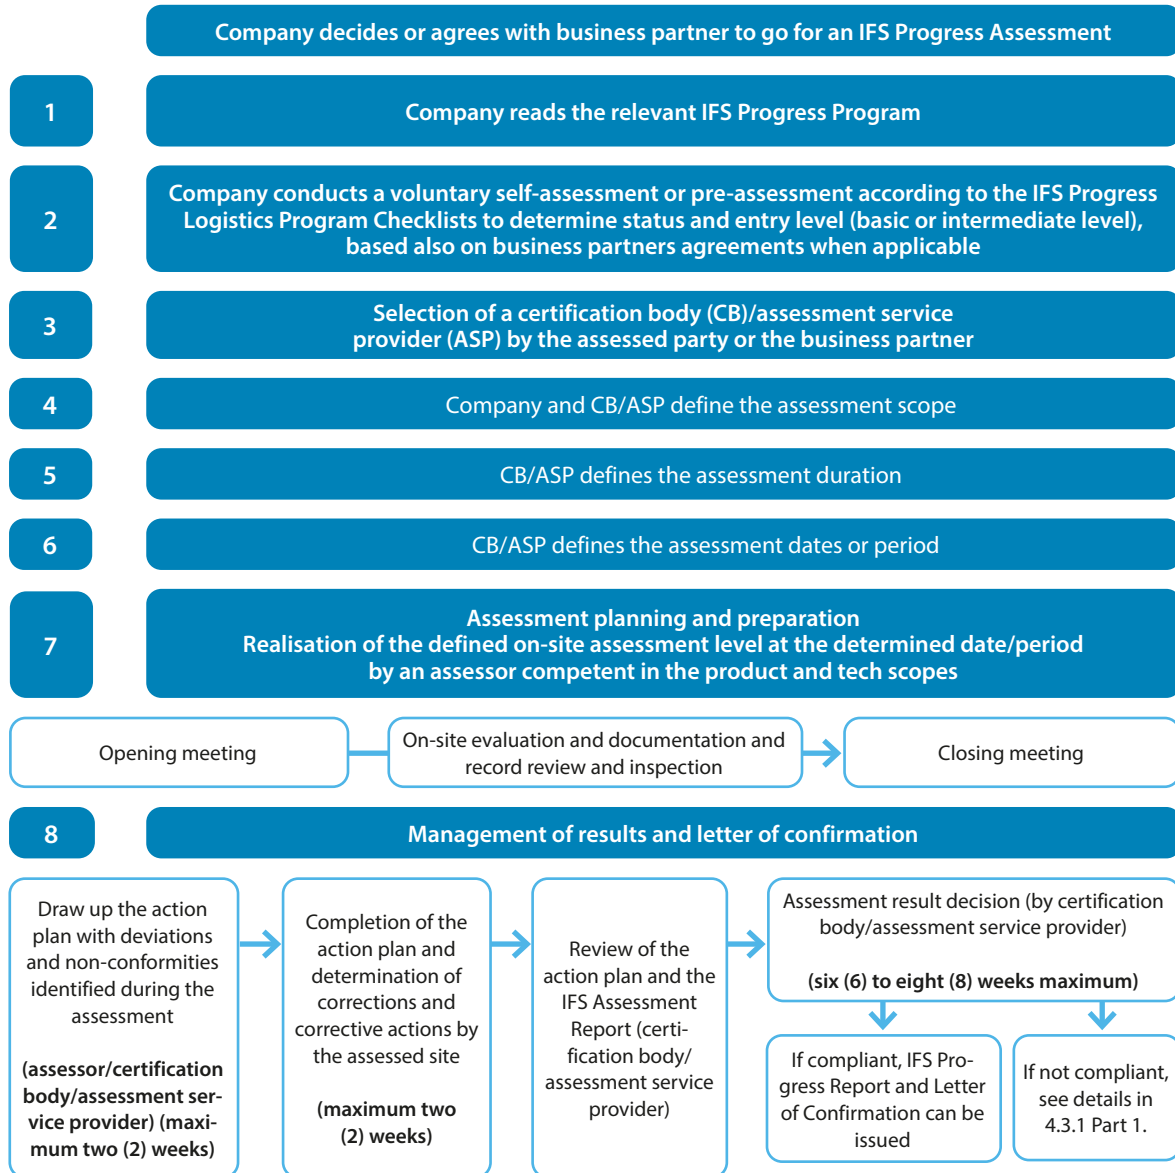 Company decides or agrees with business partner to go for an IFS Progress Assessment
1
Company reads the relevant IFS Progress Program
2
Company conducts a voluntary self-assessment or pre-assessment according to the IFS Progress
Logistics Program Checklists to determine status and entry level (basic or intermediate level),
based also on business partners agreements when applicable
3
Selection of a certification body (CB)/assessment service
provider (ASP) by the assessed party or the business partner
4
Company and CB/ASP define the assessment scope
5
CB/ASP defines the assessment duration
6
CB/ASP defines the assessment dates or period
7
Assessment planning and preparation
Realisation of the defined on-site assessment level at the determined date/period
by an assessor competent in the product and tech scopes
Opening meeting
On-site evaluation and documentation and
record review and inspection
Closing meeting
8
Management of results and letter of confirmation
Draw up the action
plan with deviations
and non-conformities
identified during the
assessment
(assessor/certification
body/assessment ser-
vice provider) (maxi-
mum two (2) weeks)
Completion of the
action plan and
determination of
corrections and
corrective actions by
the assessed site
(maximum two
(2) weeks)
Review of the
action plan and the
IFS Assessment
Report (certi-
fication body/
assessment service
provider)
Assessment result decision (by certification
body/assessment service provider)
(six (6) to eight (8) weeks maximum)
If compliant, IFS Pro-
gress Report and Letter
of Confirmation can be
issued
If not compliant,
see details in
4.3.1 Part 1.